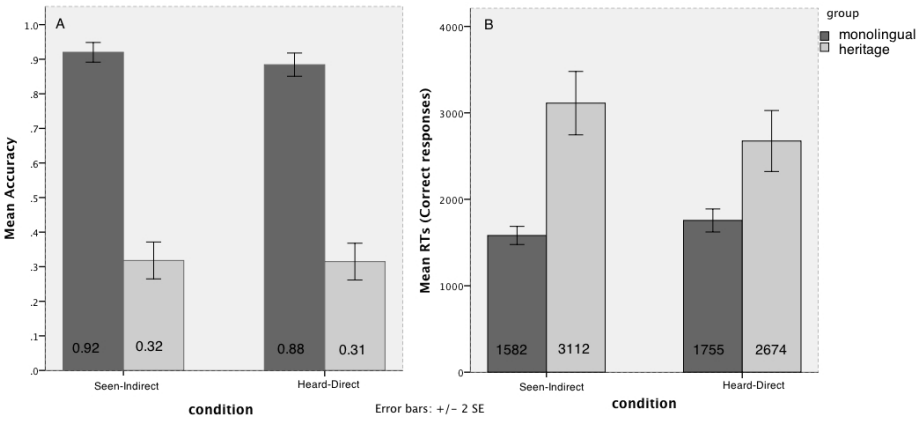 A
Mean Accuracy
1.0
.9
.8
.7
.6
.5
.4
.3
.2
.1
.0
0.92
0.32
0.88
0.31
Seen-Indirect
Heard-Direct
condition
Error bars: +/- 2 SE
B
Mean RTs (Correct responses)
4000
3000
2000
1000
0
1582
3112
1755
2674
Seen-Indirect
Heard-Direct
condition
group
monolingual
heritage